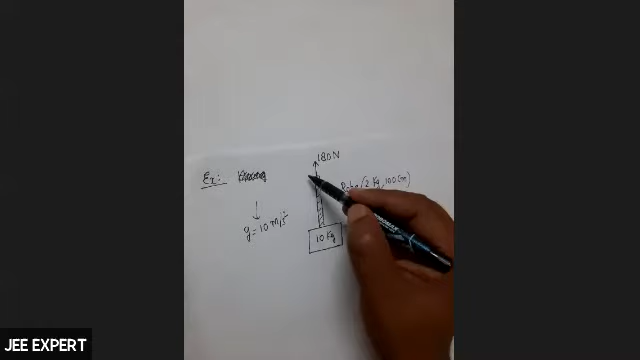 180 N
Ex:-
Rope (2 Kg, 100 Cm)
g = 10 m/s²
10 Kg
JEE EXPERT